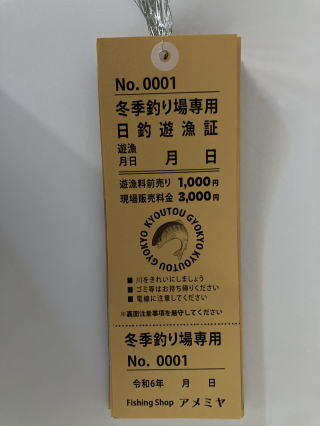 No. 0001
冬季釣り場専用
日釣遊漁証
遊漁
月日 月 日
遊漁料前売り 1,000円
現場販売料金 3,000円
KYOUTOU GYOKYO KYOUTOU GYOKYO
■ 川をきれいにしましょう
■ ゴミ等はお持ち帰りください
■ 電線に注意してください
※裏面注意事項を厳守してください
冬季釣り場専用
No. 0001
令和6年 月 日
Fishing Shop アメミヤ